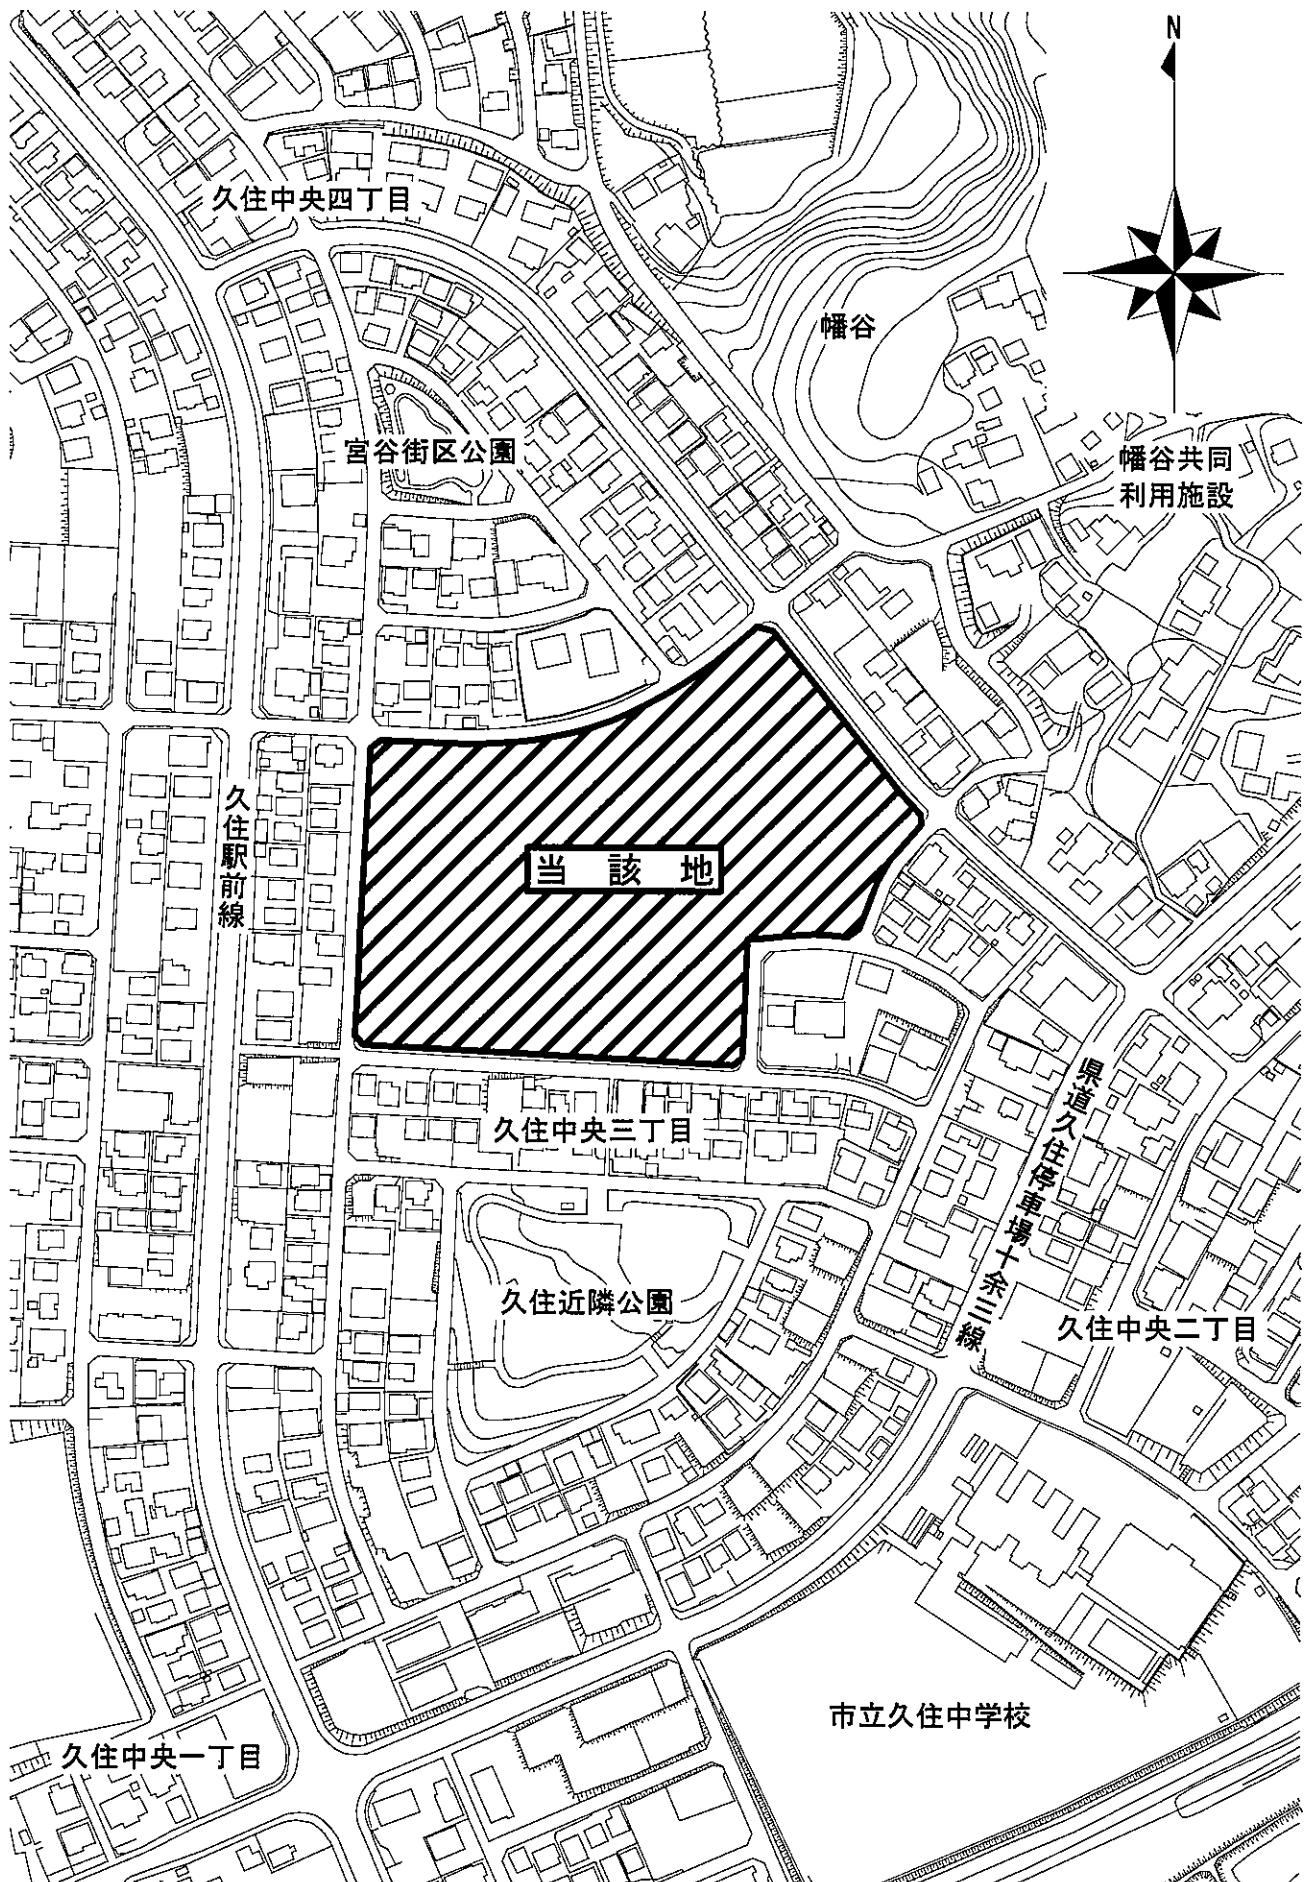 N
久住中央四丁目
幡谷
宮谷街区公園
幡谷共同
利用施設
久住駅前線
当該地
県道久住停車場十余三線
久住中央三丁目
久住近隣公園
久住中央二丁目
市立久住中学校
久住中央一丁目